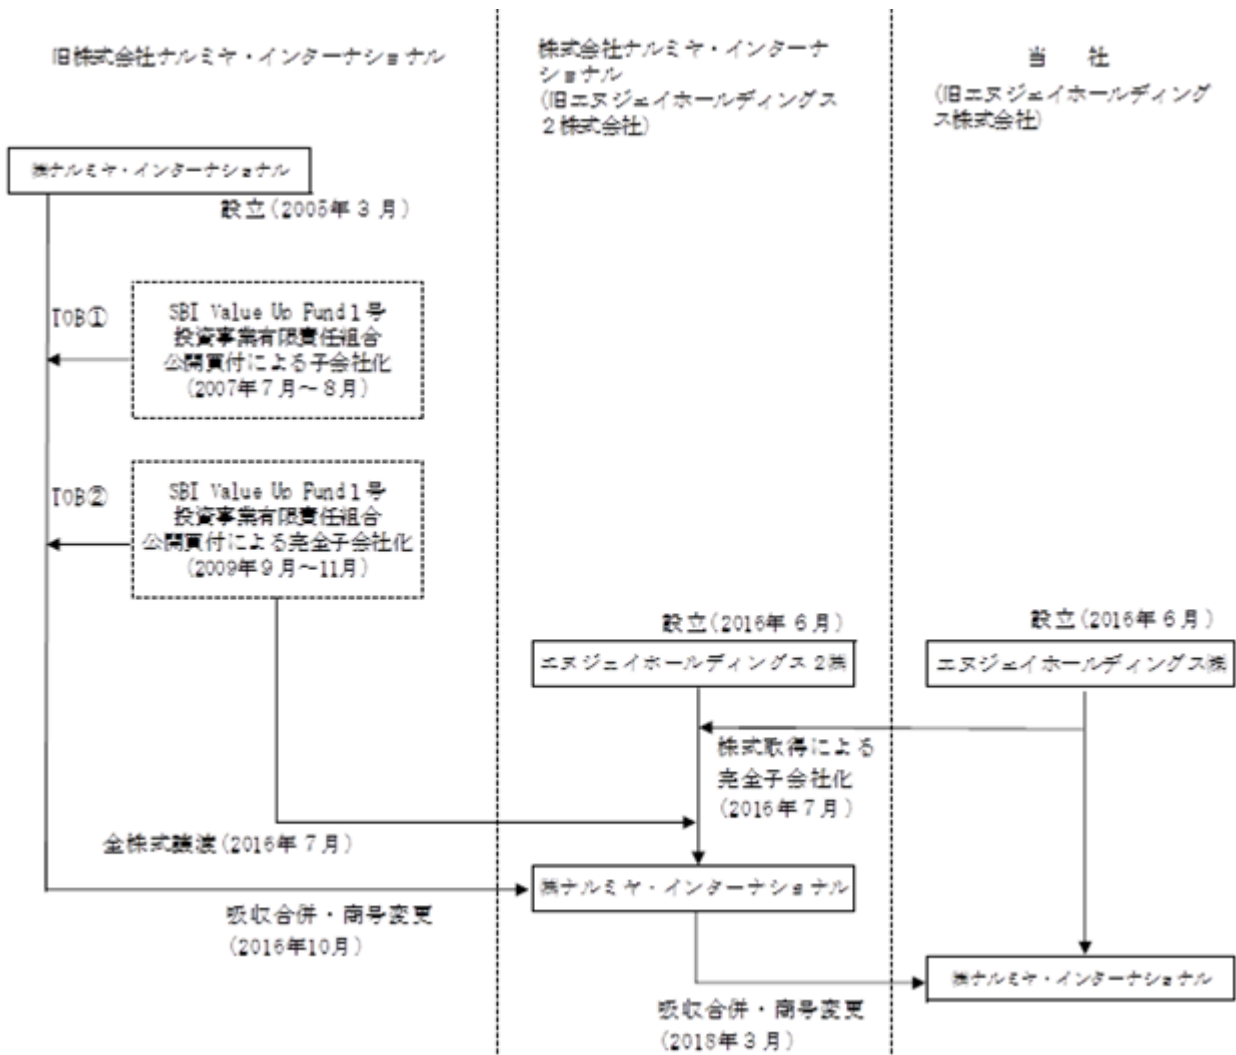 旧株式会社ナルミヤ・インターナショナル
株式会社ナルミヤ・インターナ
ショナル
(旧エヌジェイホールディングス
２株式会社)
当　社
(旧エヌジェイホールディング
ス株式会社)
㈱ナルミヤ・インターナショナル
設立(2005年３月)
TOB①
SBI Value Up Fund１号
投資事業有限責任組合
公開買付による子会社化
(2007年７月～８月)
TOB②
SBI Value Up Fund１号
投資事業有限責任組合
公開買付による完全子会社化
(2009年９月～11月)
設立(2016年６月)
エヌジェイホールディングス２㈱
設立(2016年６月)
エヌジェイホールディングス㈱
株式取得による
完全子会社化
(2016年７月)
全株式譲渡(2016年７月)
㈱ナルミヤ・インターナショナル
吸収合併・商号変更
(2016年10月)
㈱ナルミヤ・インターナショナル
吸収合併・商号変更
(2018年３月)